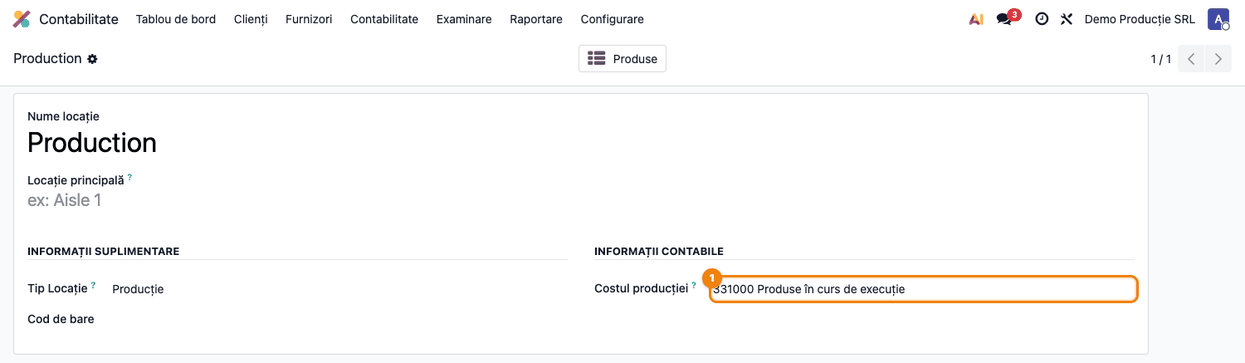 Contabilitate Tablou de bord Clienți Furnizori Contabilitate Examinare Raportare Configurare AI 3 Demo Producție SRL A
Production Produse 1 / 1
Nume locație
Production
Locație principală ?
ex: Aisle 1
INFORMAȚII SUPLIMENTARE INFORMAȚII CONTABILE
1
Tip Locație ? Producție Costul producției ? 331000 Produse în curs de execuție
Cod de bare